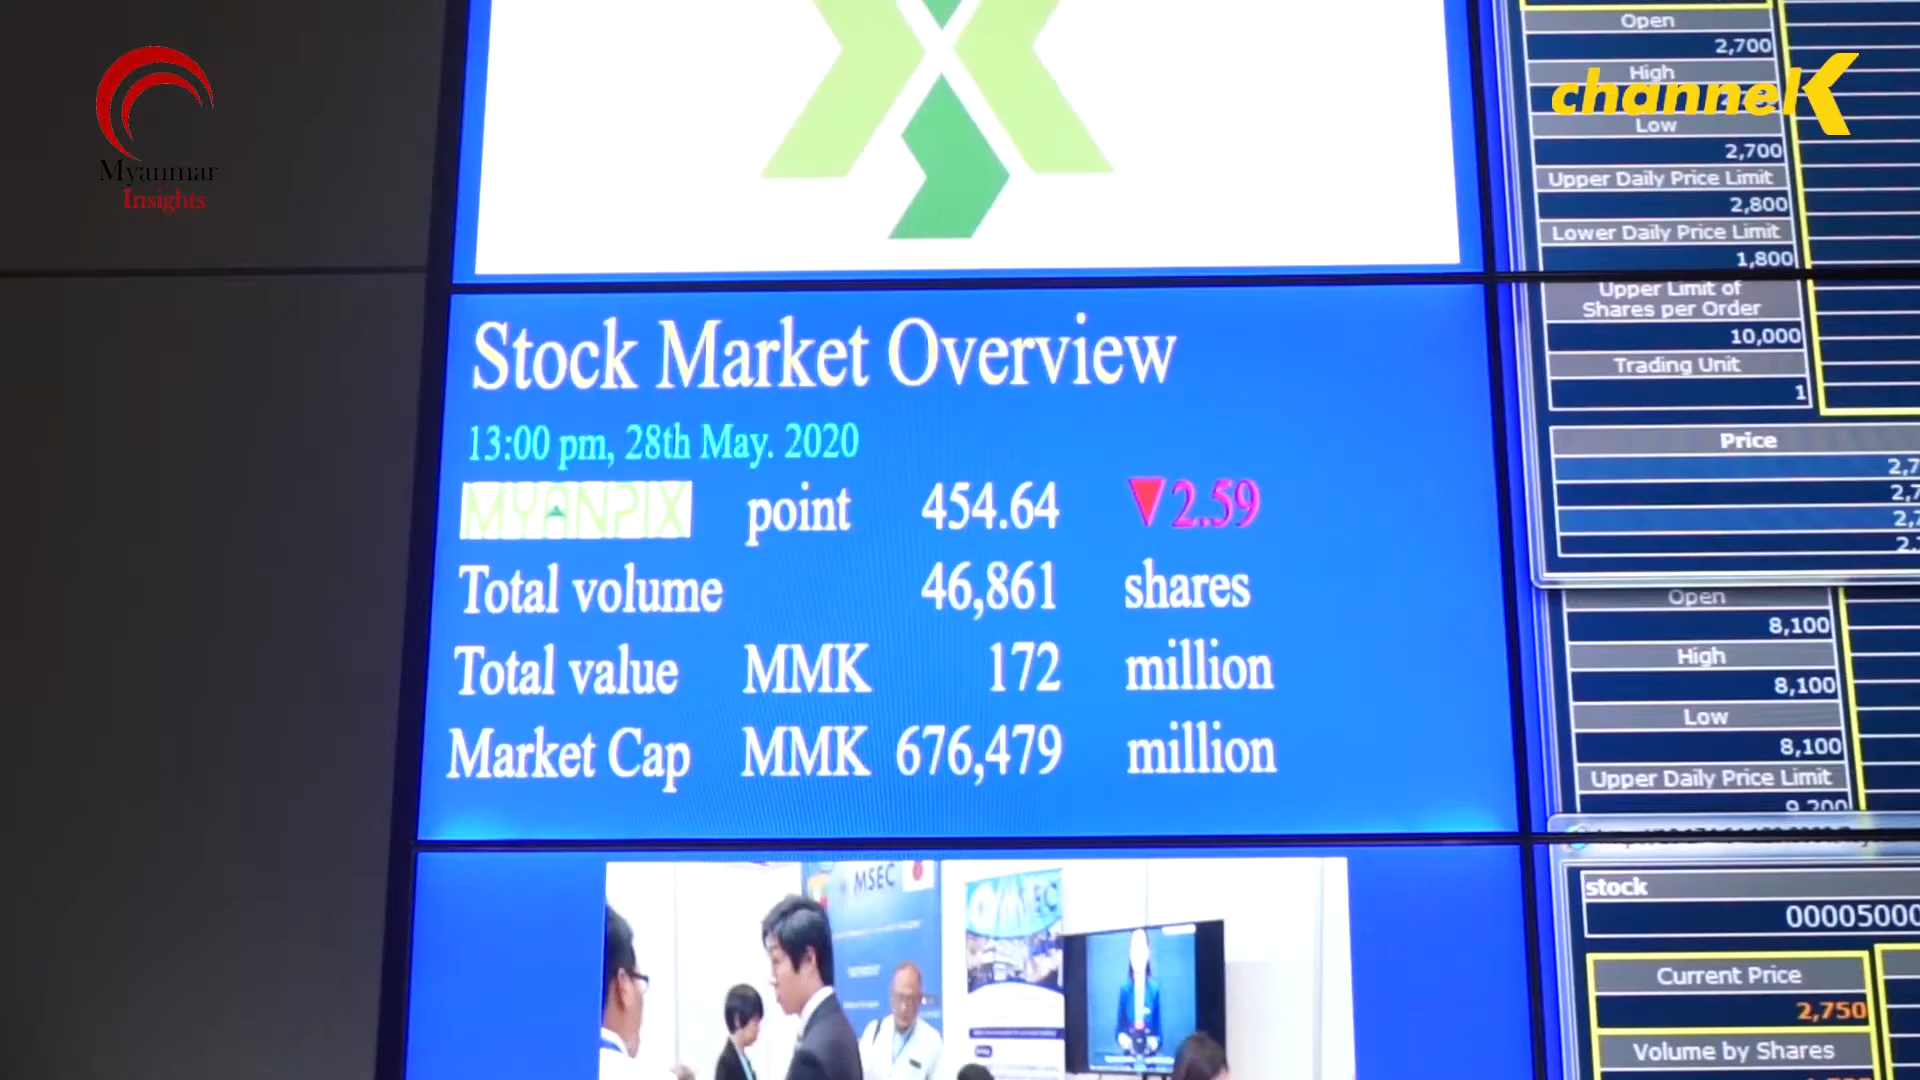 Myanmar
Insights
channelK
Stock Market Overview
13:00 pm, 28th May. 2020
MYANPIX point 454.64 ▼2.59
Total volume 46,861 shares
Total value MMK 172 million
Market Cap MMK 676,479 million
MSEC
Open
2,700
High
Low
2,700
Upper Daily Price Limit
2,800
Lower Daily Price Limit
1,800
Upper Limit of
Shares per Order
10,000
Trading Unit
1
Price
Open
8,100
High
8,100
Low
8,100
Upper Daily Price Limit
9,200
stock
00005000
Current Price
2,750
Volume by Shares